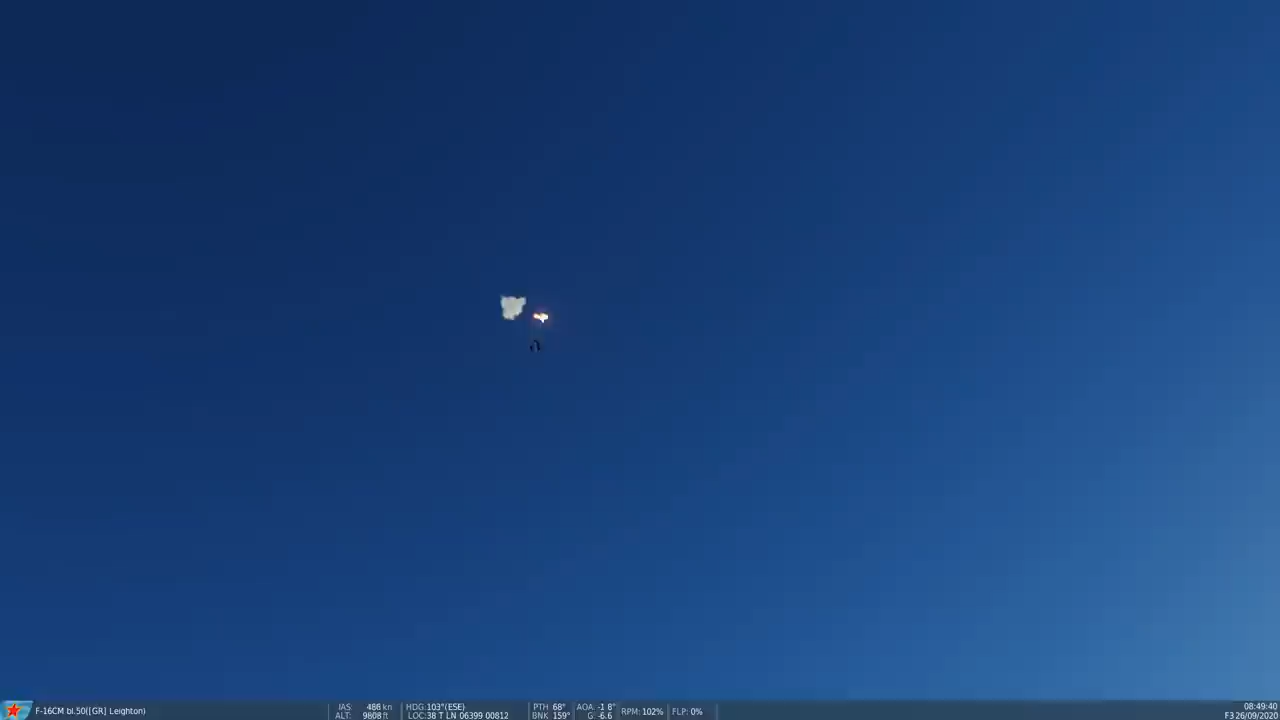 F-16CM bl.50([GR] Leighton)
IAS: 486 kn
ALT: 9808 ft
HDG: 103°(ESE)
LOC: 38 T LN 06399 00812
PTH 68°
BNK 159°
AOA: -1.8°
G: -6.6
RPM: 102%
FLP: 0%
08:49:40
F3 26/09/2020